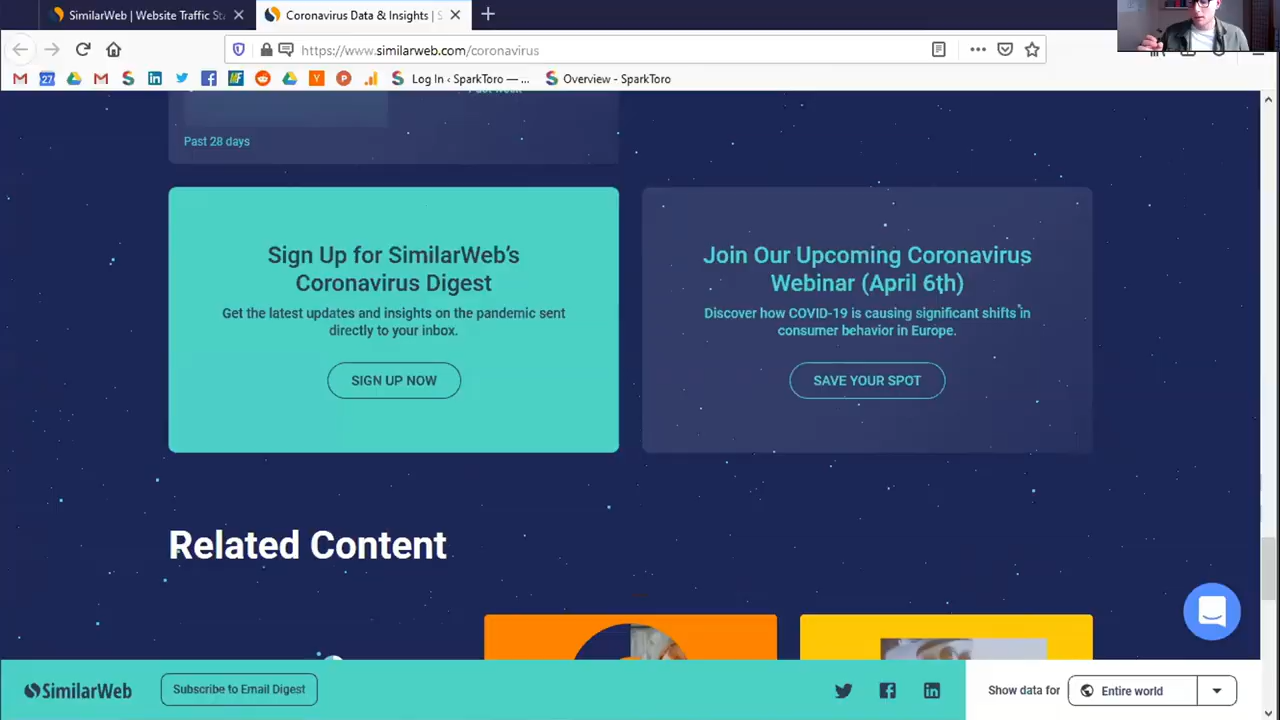 SimilarWeb | Website Traffic St
Coronavirus Data & Insights | S
https://www.similarweb.com/coronavirus
27
Log In ‹ SparkToro — ...
Overview - SparkToro
Past week
Past 28 days
Sign Up for SimilarWeb's
Coronavirus Digest
Get the latest updates and insights on the pandemic sent
directly to your inbox.
SIGN UP NOW
Join Our Upcoming Coronavirus
Webinar (April 6th)
Discover how COVID-19 is causing significant shifts in
consumer behavior in Europe.
SAVE YOUR SPOT
Related Content
SimilarWeb
Subscribe to Email Digest
Show data for
Entire world